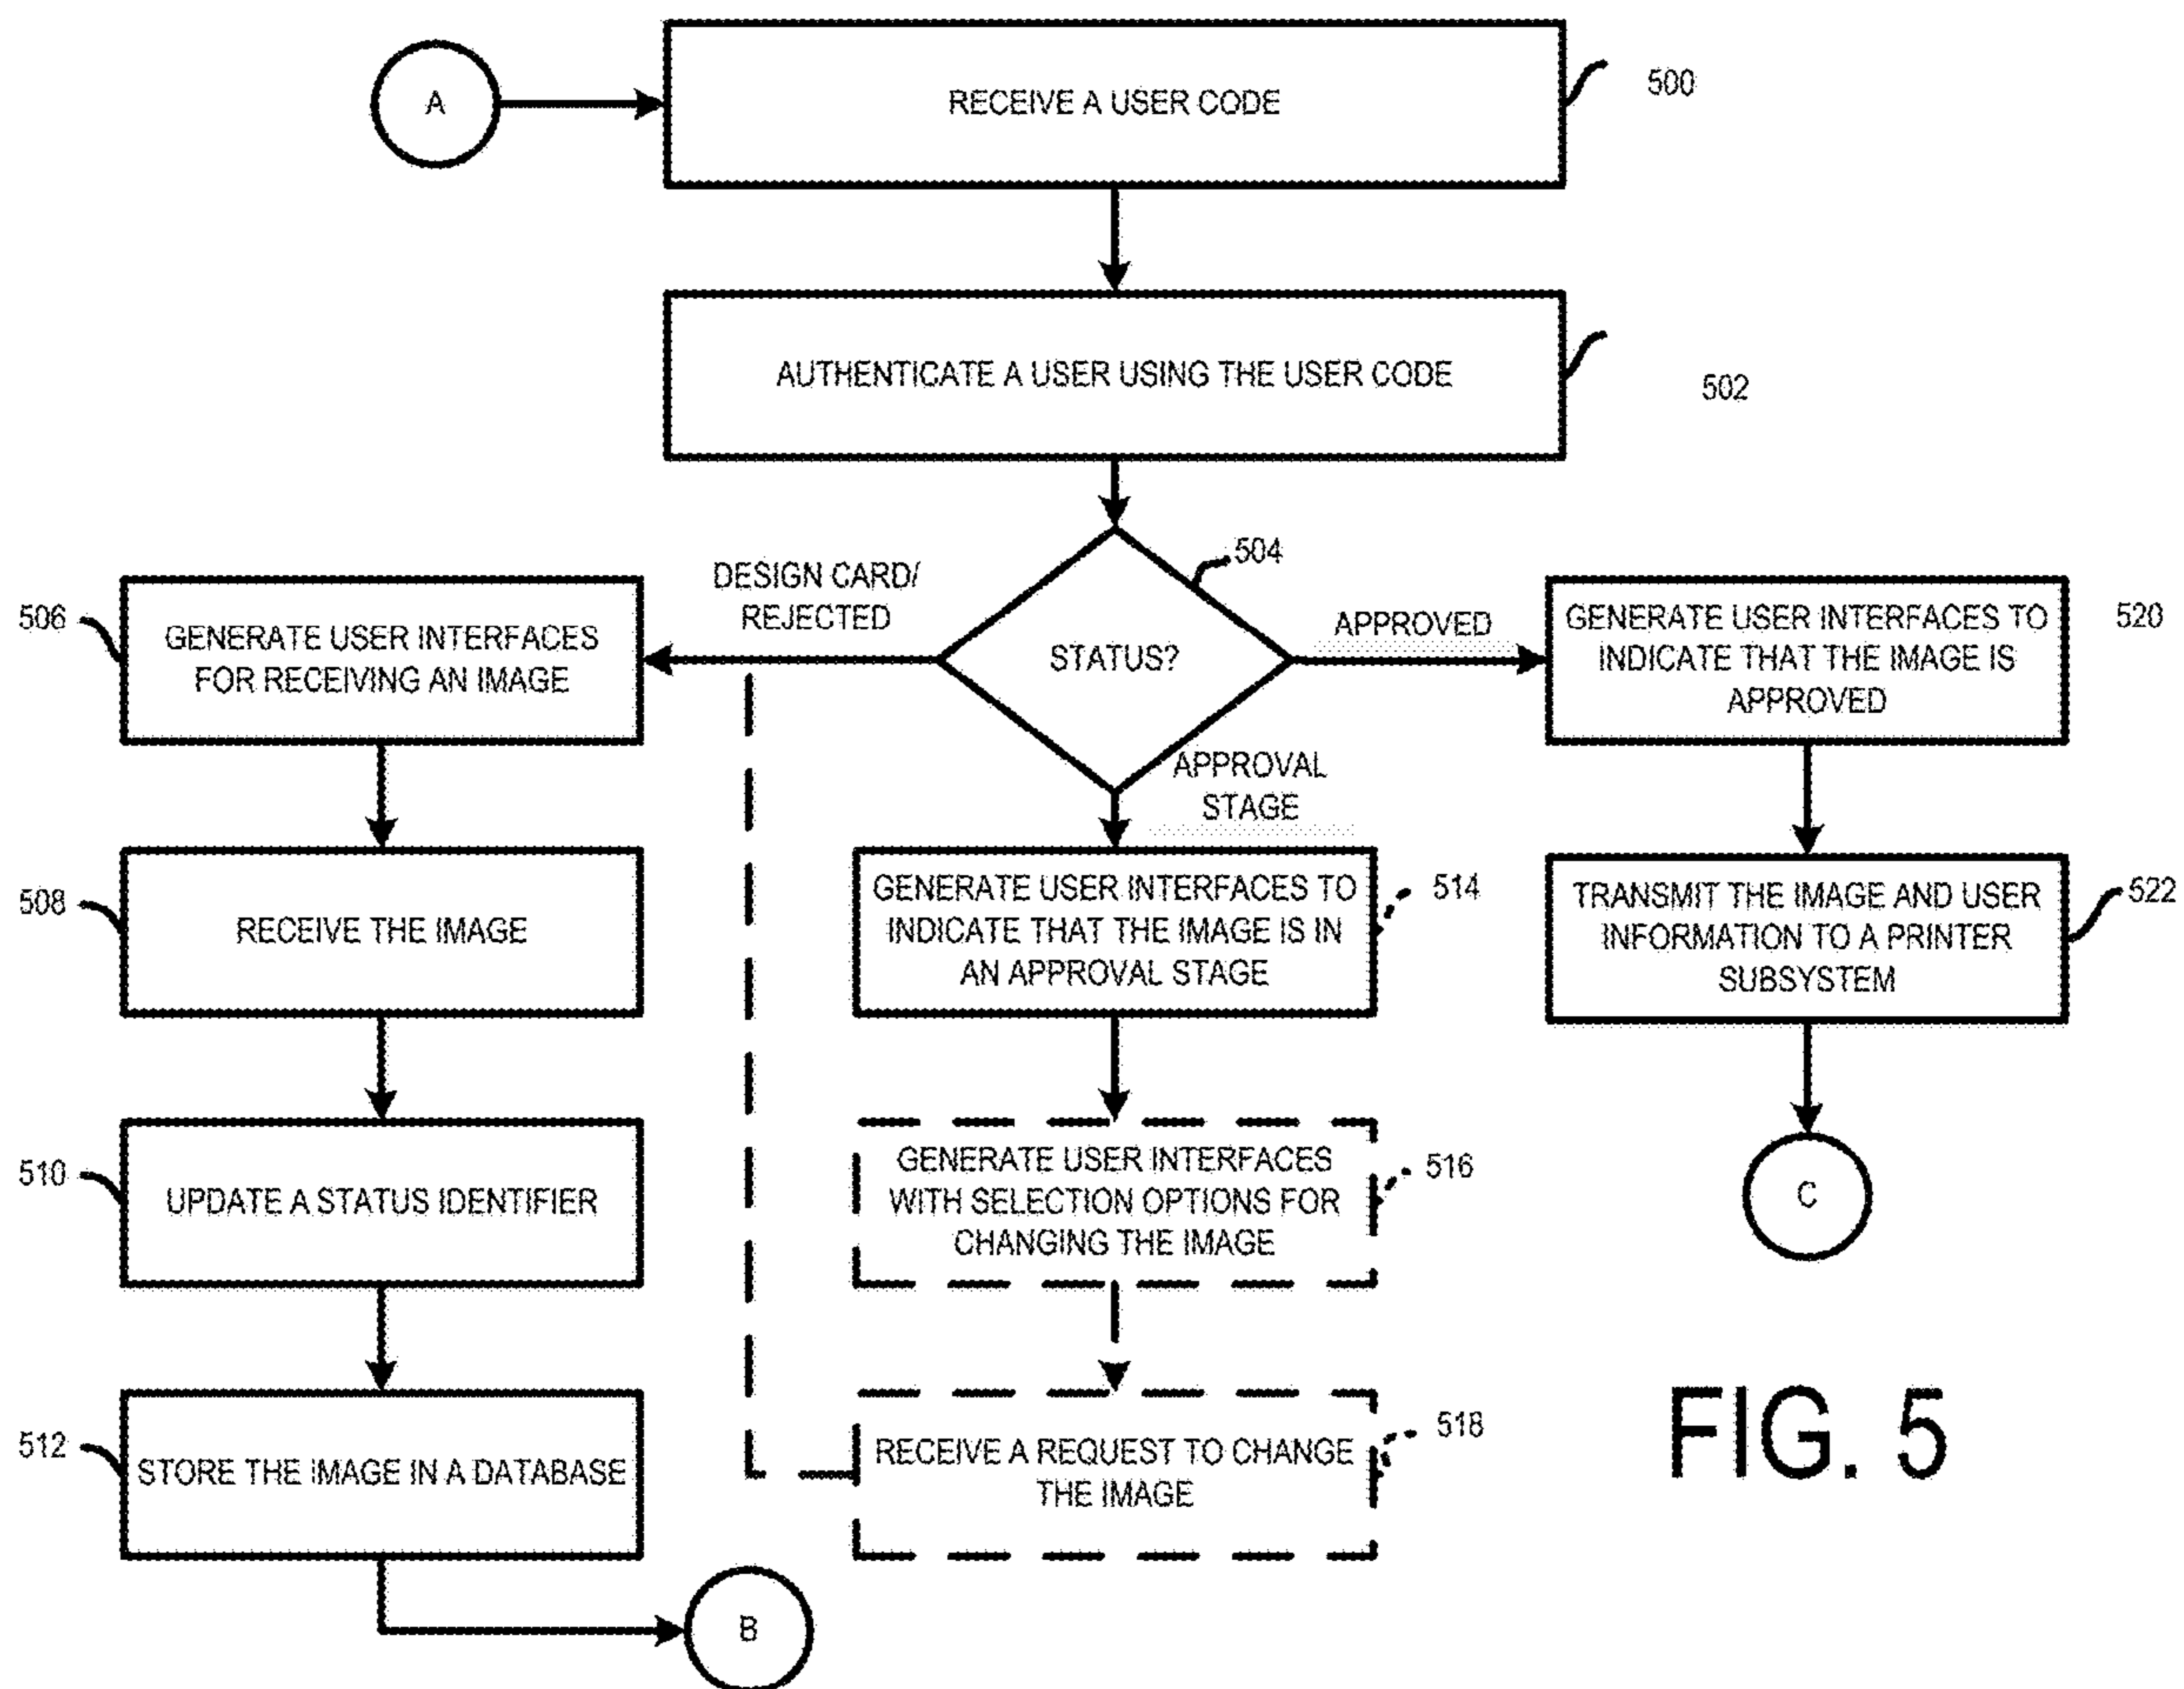 A
RECEIVE A USER CODE
500
AUTHENTICATE A USER USING THE USER CODE
502
504
STATUS?
DESIGN CARD/
REJECTED
APPROVED
APPROVAL
STAGE
506
GENERATE USER INTERFACES
FOR RECEIVING AN IMAGE
508
RECEIVE THE IMAGE
510
UPDATE A STATUS IDENTIFIER
512
STORE THE IMAGE IN A DATABASE
B
GENERATE USER INTERFACES TO
INDICATE THAT THE IMAGE IS IN
AN APPROVAL STAGE
514
GENERATE USER INTERFACES
WITH SELECTION OPTIONS FOR
CHANGING THE IMAGE
516
RECEIVE A REQUEST TO CHANGE
THE IMAGE
518
GENERATE USER INTERFACES TO
INDICATE THAT THE IMAGE IS
APPROVED
520
TRANSMIT THE IMAGE AND USER
INFORMATION TO A PRINTER
SUBSYSTEM
522
C
FIG. 5